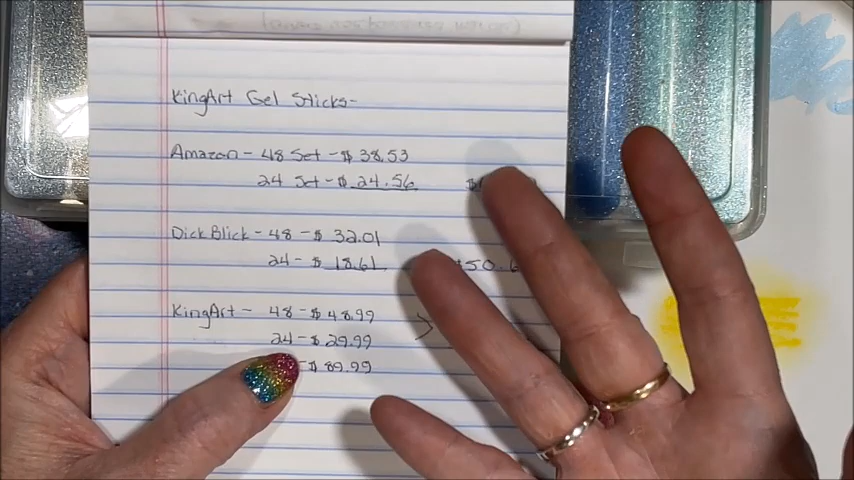 KingArt Gel Sticks-
Amazon- 48 Set-$38.53
24 Set-$24.56
DickBlick- 48-$32.01
24-$18.61
KingArt- 48-$48.99
24-$29.99
-$89.99